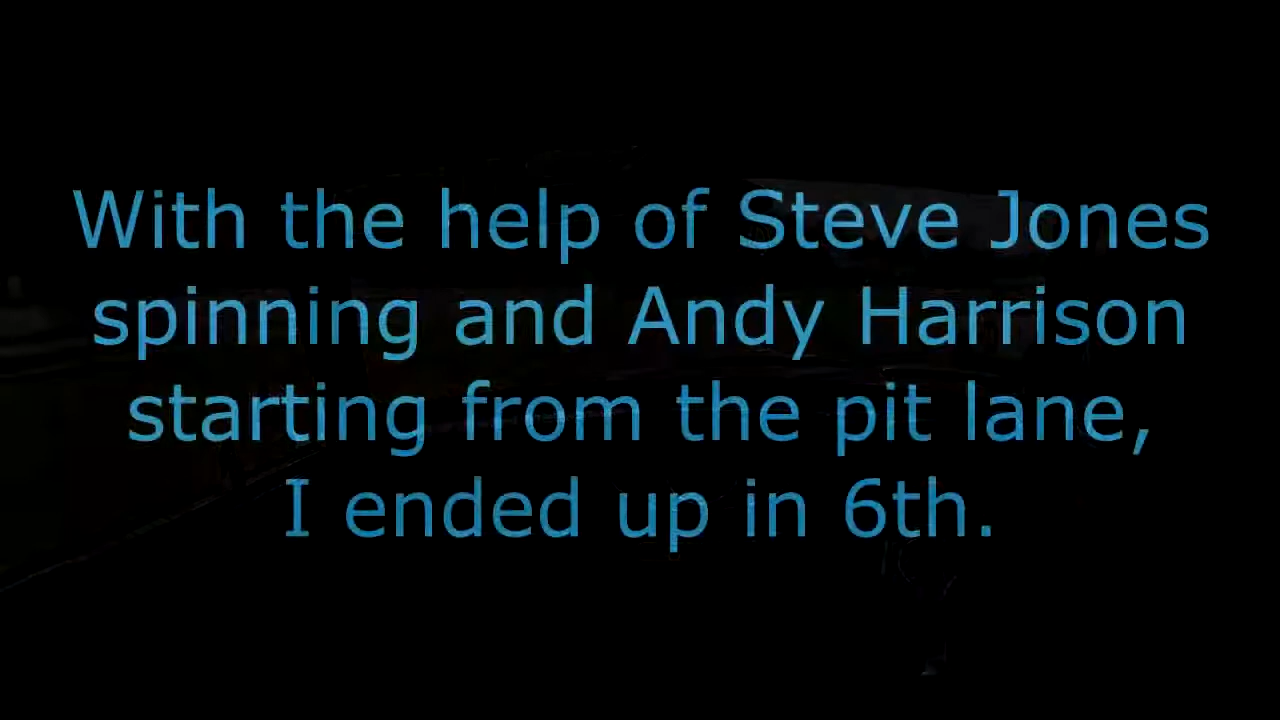 With the help of Steve Jones
spinning and Andy Harrison
starting from the pit lane,
I ended up in 6th.